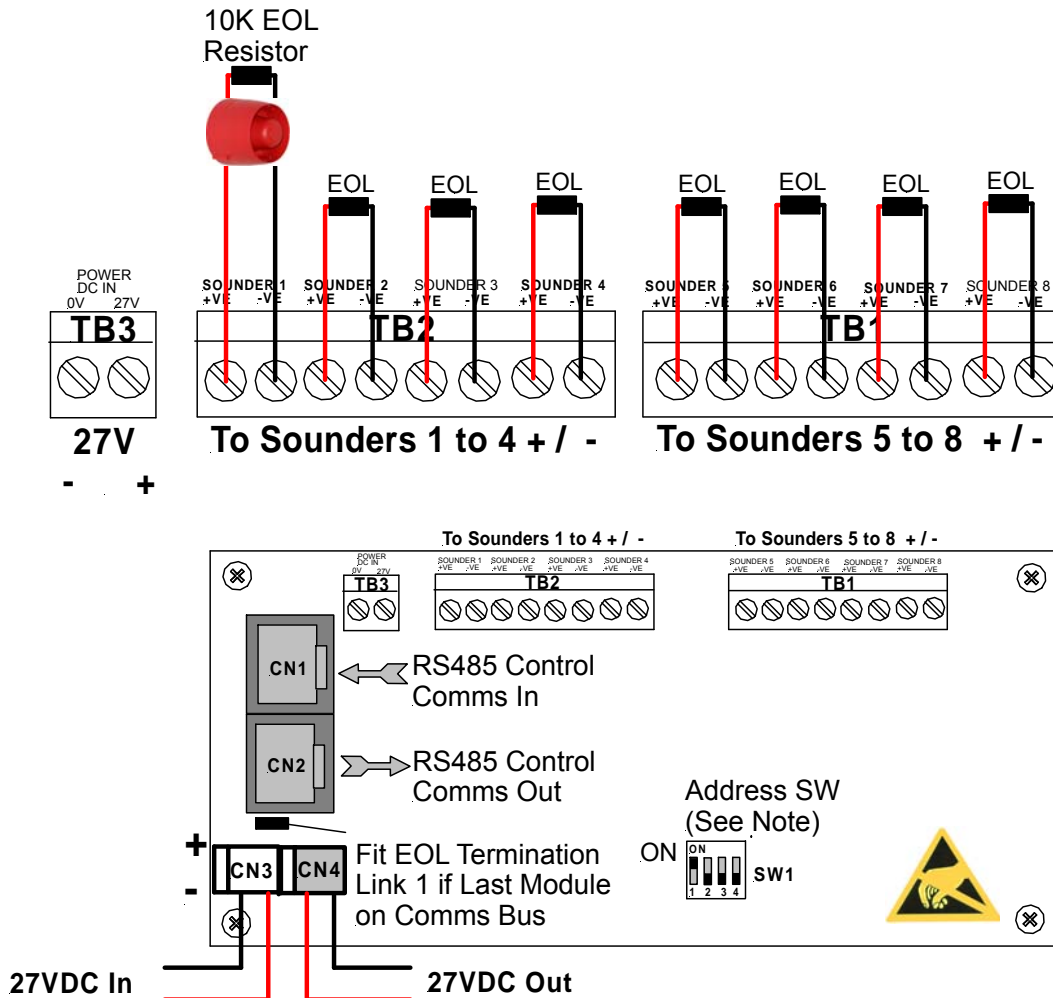 10K EOL
Resistor
EOL EOL EOL EOL EOL EOL EOL
POWER
DC IN
0V 27V
SOUNDER 1 SOUNDER 2 SOUNDER 3 SOUNDER 4 SOUNDER 5 SOUNDER 6 SOUNDER 7 SOUNDER 8
+VE -VE +VE -VE +VE -VE +VE -VE +VE -VE +VE -VE +VE -VE +VE -VE
TB3 TB2 TB1
27V To Sounders 1 to 4 + / - To Sounders 5 to 8 + / -
- +
To Sounders 1 to 4 + / - To Sounders 5 to 8 + / -
POWER
DC IN
0V 27V
SOUNDER 1 SOUNDER 2 SOUNDER 3 SOUNDER 4 SOUNDER 5 SOUNDER 6 SOUNDER 7 SOUNDER 8
+VE -VE +VE -VE +VE -VE +VE -VE +VE -VE +VE -VE +VE -VE +VE -VE
TB3 TB2 TB1
CN1
RS485 Control
Comms In
CN2
RS485 Control
Comms Out
Address SW
(See Note)
ON
ON
1 2 3 4
SW1
+
-
CN3 CN4
Fit EOL Termination
Link 1 if Last Module
on Comms Bus
27VDC In 27VDC Out